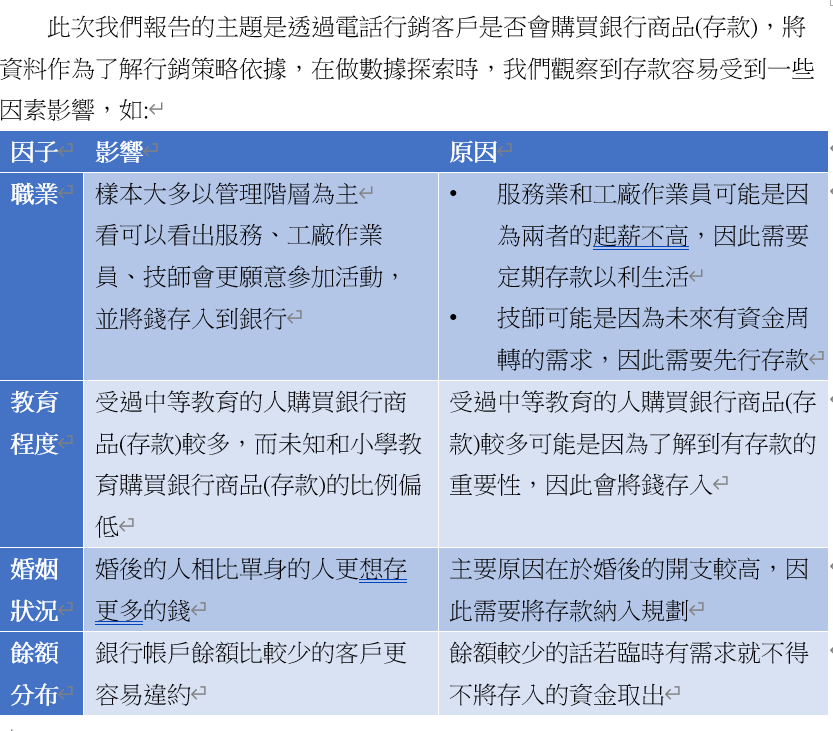 此次我們報告的主題是透過電話行銷客戶是否會購買銀行商品(存款)，將
資料作為了解行銷策略依據，在做數據探索時，我們觀察到存款容易受到一些
因素影響，如:
因子 影響 原因
職業
樣本大多以管理階層為主
看可以看出服務、工廠作業
員、技師會更願意參加活動，
並將錢存入到銀行
• 服務業和工廠作業員可能是因
為兩者的起薪不高，因此需要
定期存款以利生活
• 技師可能是因為未來有資金周
轉的需求，因此需要先行存款
教育
程度
受過中等教育的人購買銀行商
品(存款)較多，而未知和小學教
育購買銀行商品(存款)的比例偏
低
受過中等教育的人購買銀行商品(存
款)較多可能是因為了解到有存款的
重要性，因此會將錢存入
婚姻
狀況
婚後的人相比單身的人更想存
更多的錢
主要原因在於婚後的開支較高，因
此需要將存款納入規劃
餘額
分布
銀行帳戶餘額比較少的客戶更
容易違約
餘額較少的話若臨時有需求就不得
不將存入的資金取出